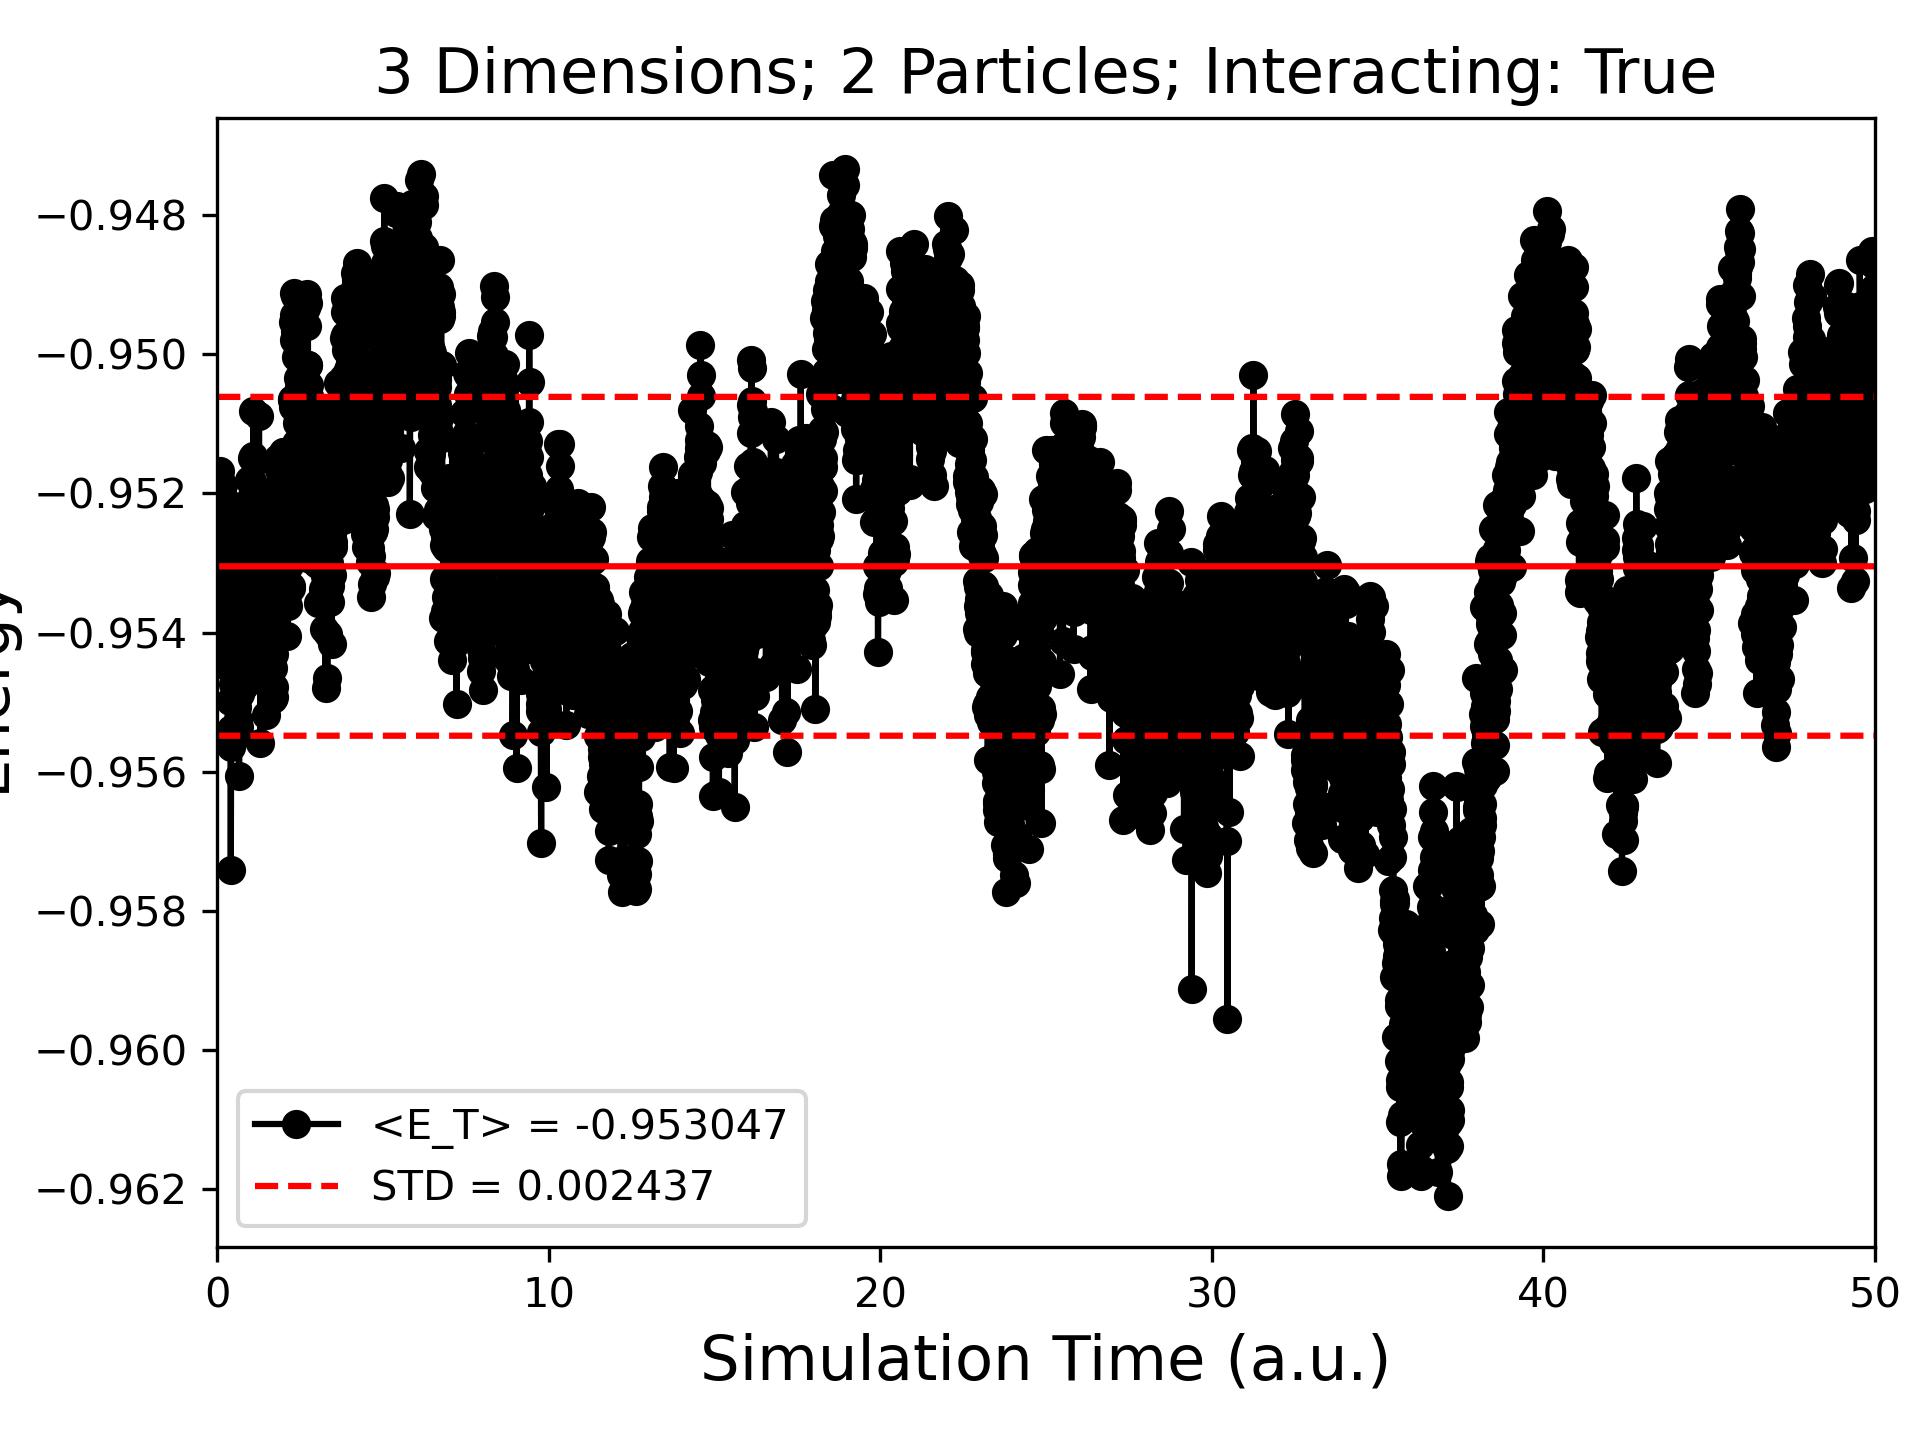 3 Dimensions; 2 Particles; Interacting: True
Energy
−0.948
−0.950
−0.952
−0.954
−0.956
−0.958
−0.960
−0.962
<E_T> = -0.953047
STD = 0.002437
0 10 20 30 40 50
Simulation Time (a.u.)